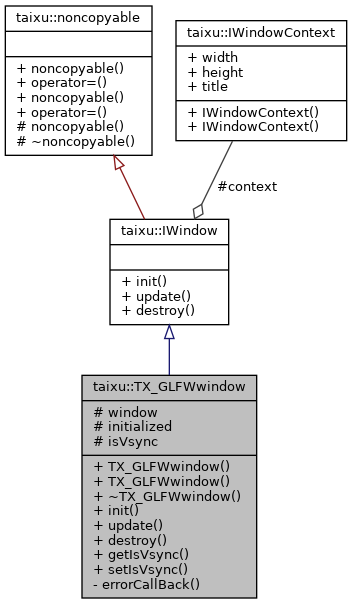 taixu::noncopyable
+ noncopyable()
+ operator=()
+ noncopyable()
+ operator=()
# noncopyable()
# ~noncopyable()
taixu::IWindowContext
+ width
+ height
+ title
+ IWindowContext()
+ IWindowContext()
#context
taixu::IWindow
+ init()
+ update()
+ destroy()
taixu::TX_GLFWwindow
# window
# initialized
# isVsync
+ TX_GLFWwindow()
+ TX_GLFWwindow()
+ ~TX_GLFWwindow()
+ init()
+ update()
+ destroy()
+ getIsVsync()
+ setIsVsync()
- errorCallBack()